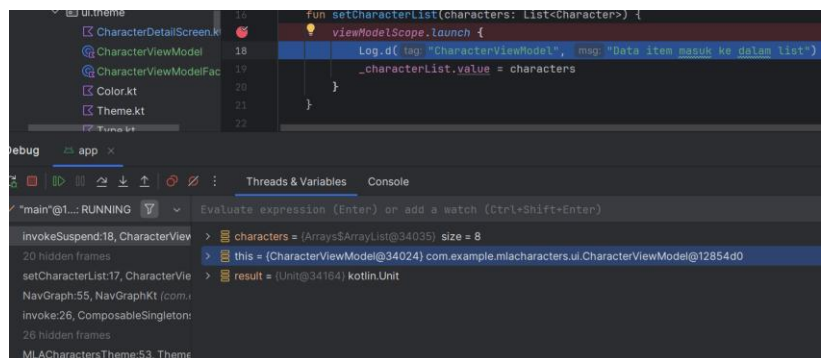 ui.theme
16 fun setCharacterList(characters: List<Character>) {
CharacterDetailScreen.k
viewModelScope.launch {
CharacterViewModel
18 Log.d( tag: "CharacterViewModel", msg: "Data item masuk ke dalam list")
CharacterViewModelFac
19 _characterList.value = characters
Color.kt
20 }
Theme.kt
21 }
Type.kt
22
Debug app ×
Threads & Variables Console
"main"@1...: RUNNING
Evaluate expression (Enter) or add a watch (Ctrl+Shift+Enter)
invokeSuspend:18, CharacterView
> characters = {Arrays$ArrayList@34035} size = 8
20 hidden frames
> this = {CharacterViewModel@34024} com.example.mlacharacters.ui.CharacterViewModel@12854d0
setCharacterList:17, CharacterVie
> result = {Unit@34164} kotlin.Unit
NavGraph:55, NavGraphKt (com.
invoke:26, ComposableSingleton
26 hidden frames
MLACharactersTheme:53, Theme